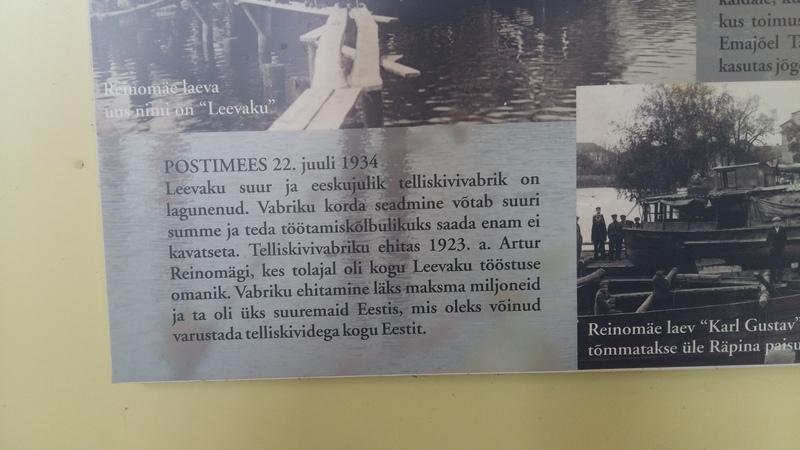 kus toimus
Emajõel
kasutas
Reinomäe laeva
uus nimi on “Leevaku”
POSTIMEES 22. juuli 1934
Leevaku suur ja eeskujulik telliskivivabrik on
lagunenud. Vabriku korda seadmine võtab suuri
summe ja teda töötamiskõlbulikuks saada enam ei
kavatseta. Telliskivivabriku ehitas 1923. a. Artur
Reinomägi, kes tolajal oli kogu Leevaku tööstuse
omanik. Vabriku ehitamine läks maksma miljoneid
ja ta oli üks suuremaid Eestis, mis oleks võinud
varustada telliskividega kogu Eestit.
Reinomäe laev “Karl Gustav”
tõmmatakse üle Räpina paisu